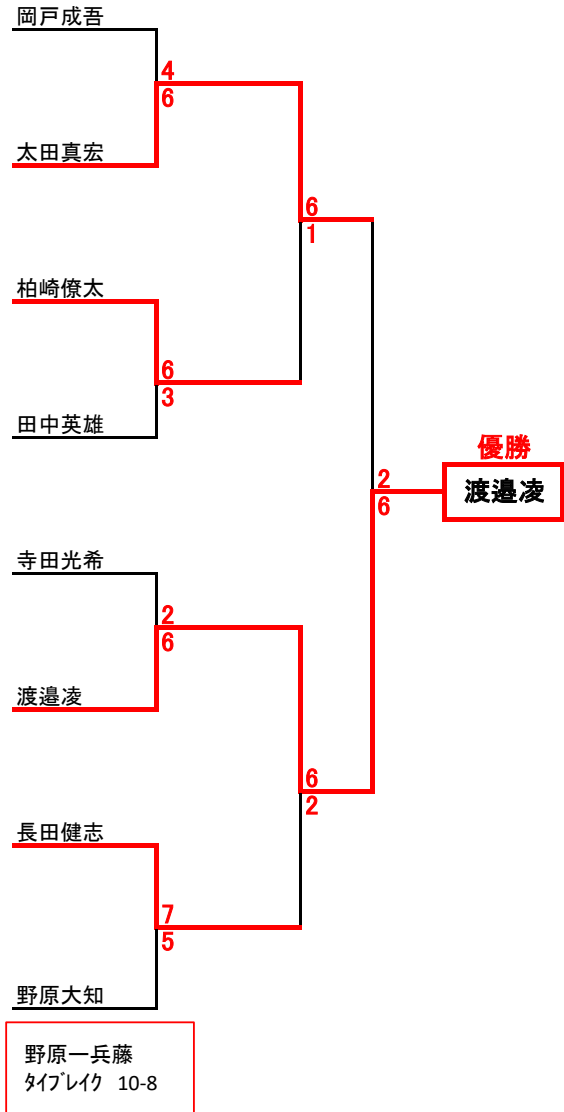 岡戸成吾
4
6
太田真宏
6
1
柏崎僚太
6
3
田中英雄
優勝
渡邉凌
2
6
寺田光希
2
6
渡邉凌
6
2
長田健志
7
5
野原大知
野原一兵藤
ﾀｲﾌﾞﾚｲｸ 10-8